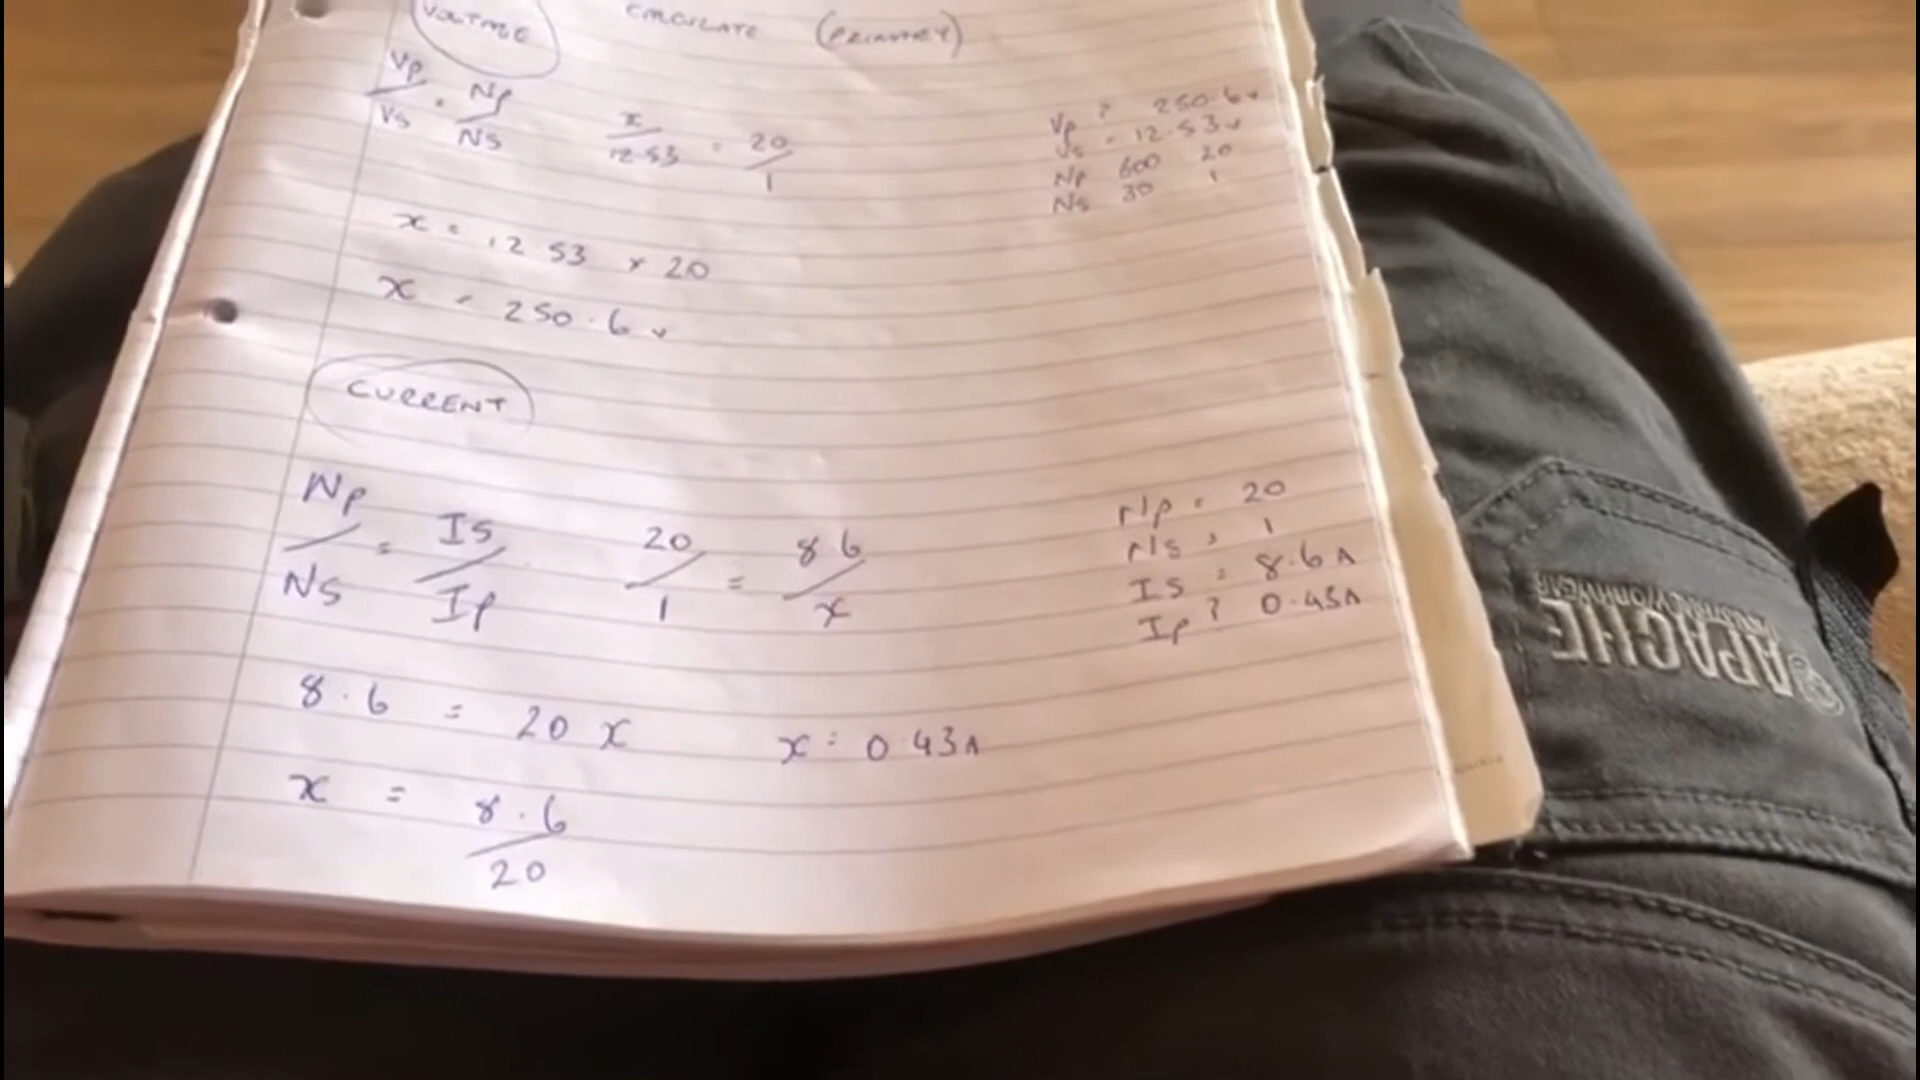 VOLTAGE CALCULATE (PRIMARY)
Vp/Vs = Np/Ns x/12.53 = 20/1
Vp ? 250.6v
Vs = 12.53v
Np 600 20
Ns 30 1
x = 12.53 x 20
x = 250.6v
CURRENT
Np/Ns = Is/Ip 20/1 = 8.6/x
Np = 20
Ns = 1
Is = 8.6A
Ip ? 0.43A
8.6 = 20x x = 0.43A
x = 8.6/20
APACHE